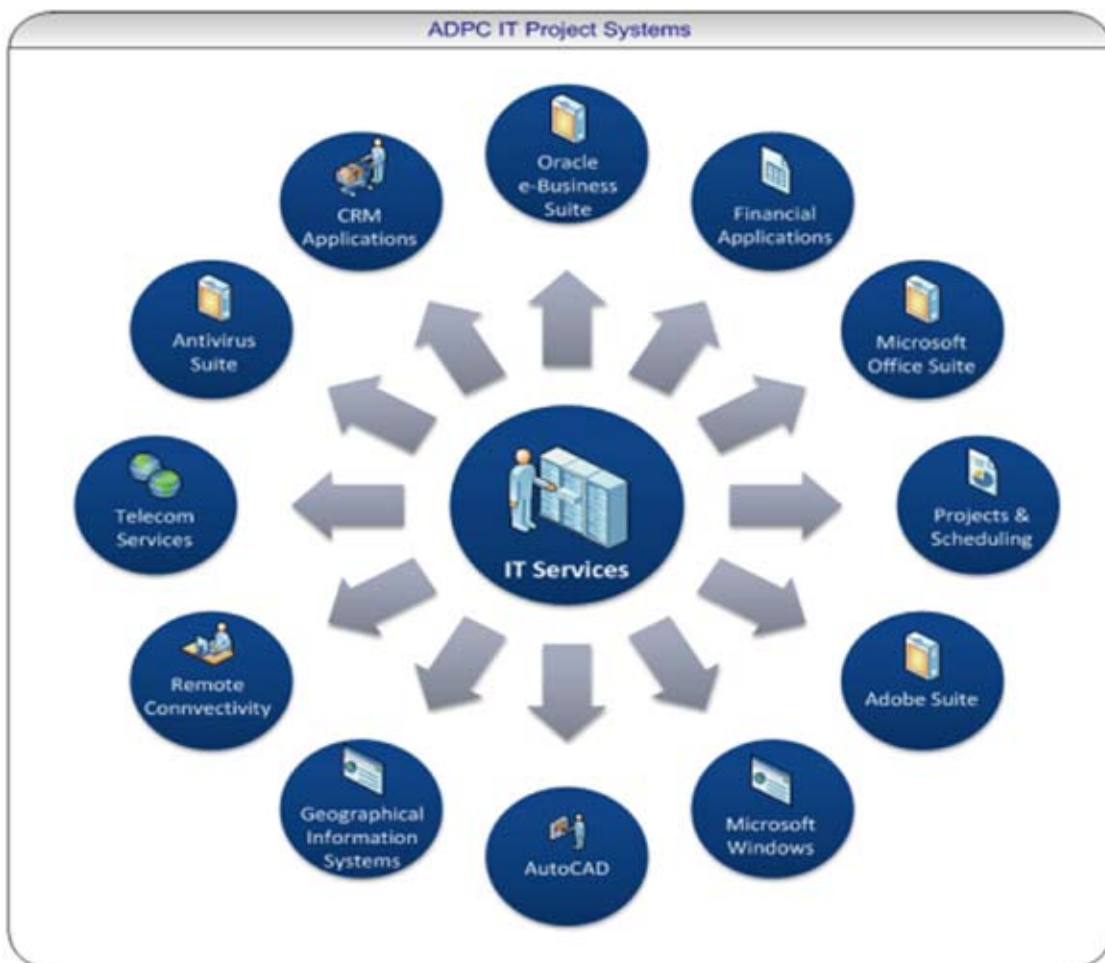 ADPC IT Project Systems
Oracle
e-Business
Suite
Financial
Applications
Microsoft
Office Suite
Projects &
Scheduling
Adobe Suite
Microsoft
Windows
AutoCAD
Geographical
Information
Systems
Remote
Connvectivity
Telecom
Services
Antivirus
Suite
CRM
Applications
IT Services